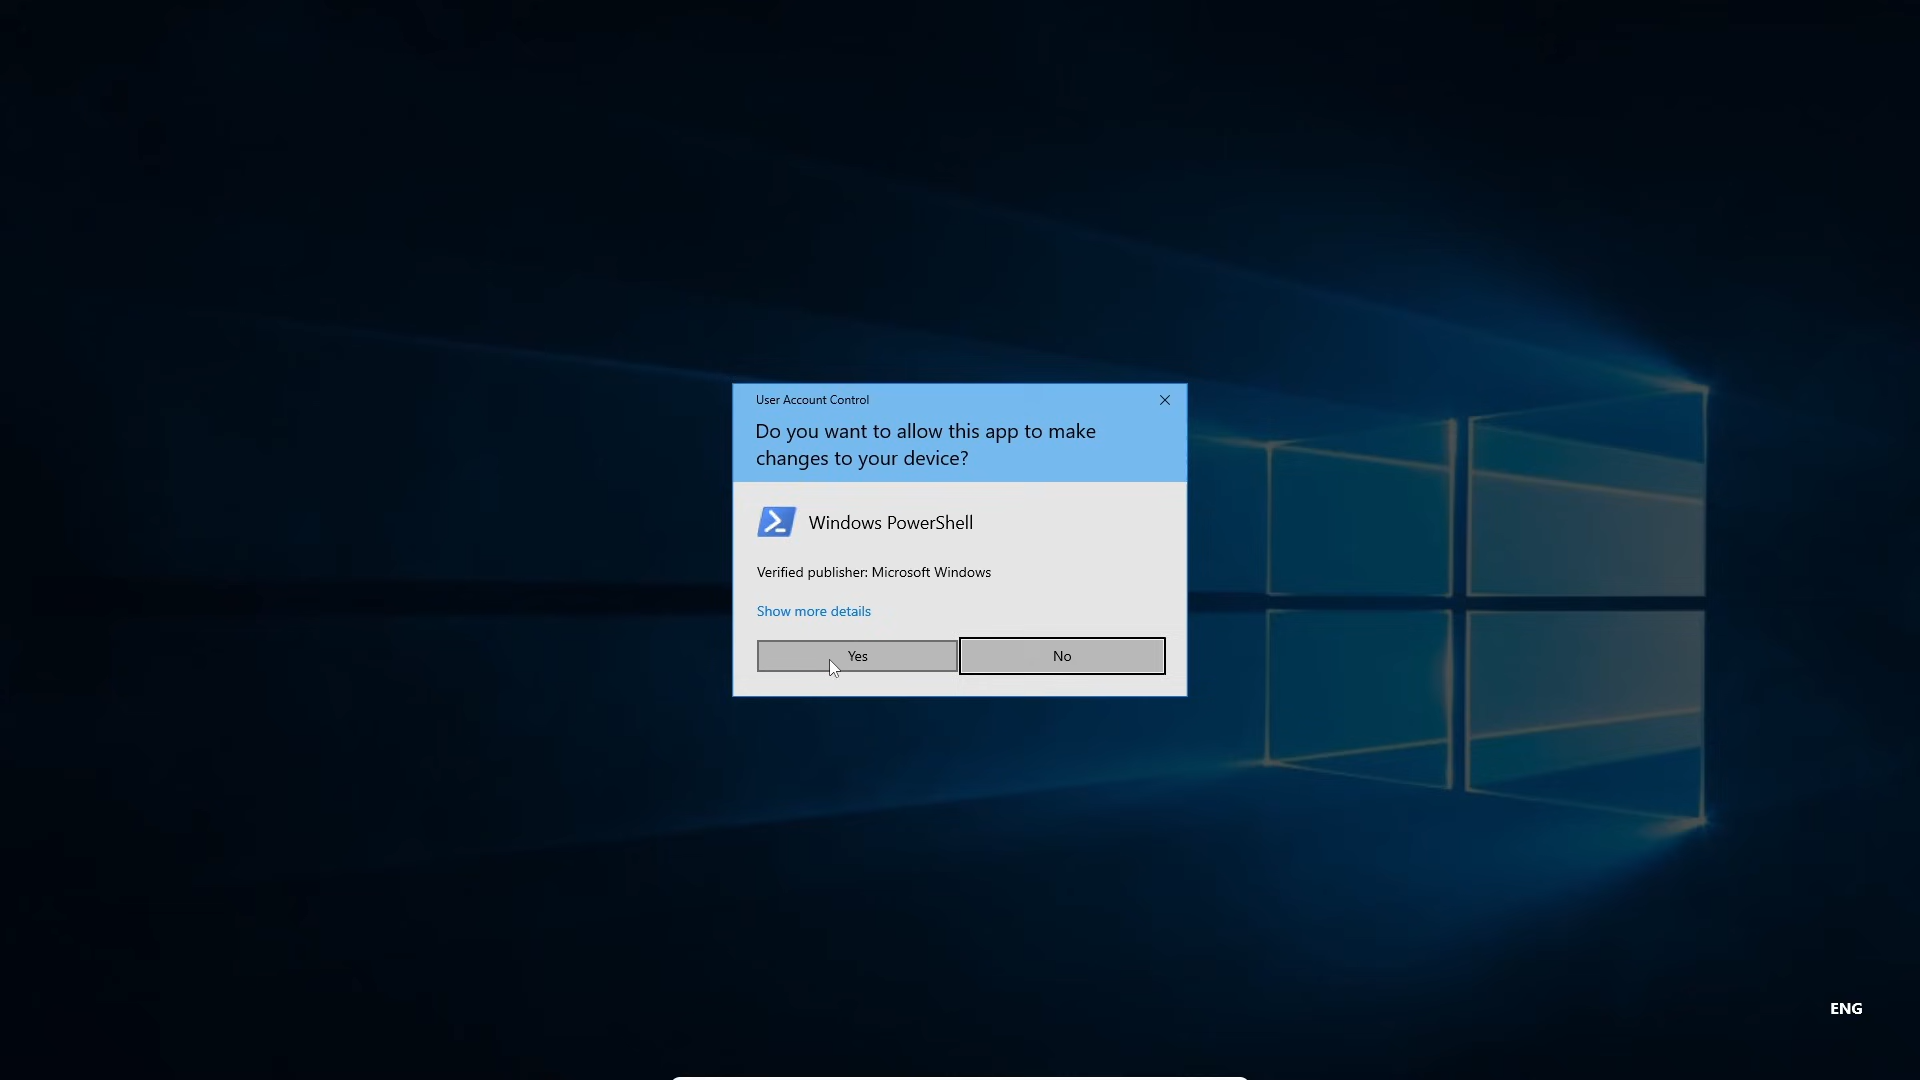 User Account Control
Do you want to allow this app to make
changes to your device?
Windows PowerShell
Verified publisher: Microsoft Windows
Show more details
Yes
No
ENG